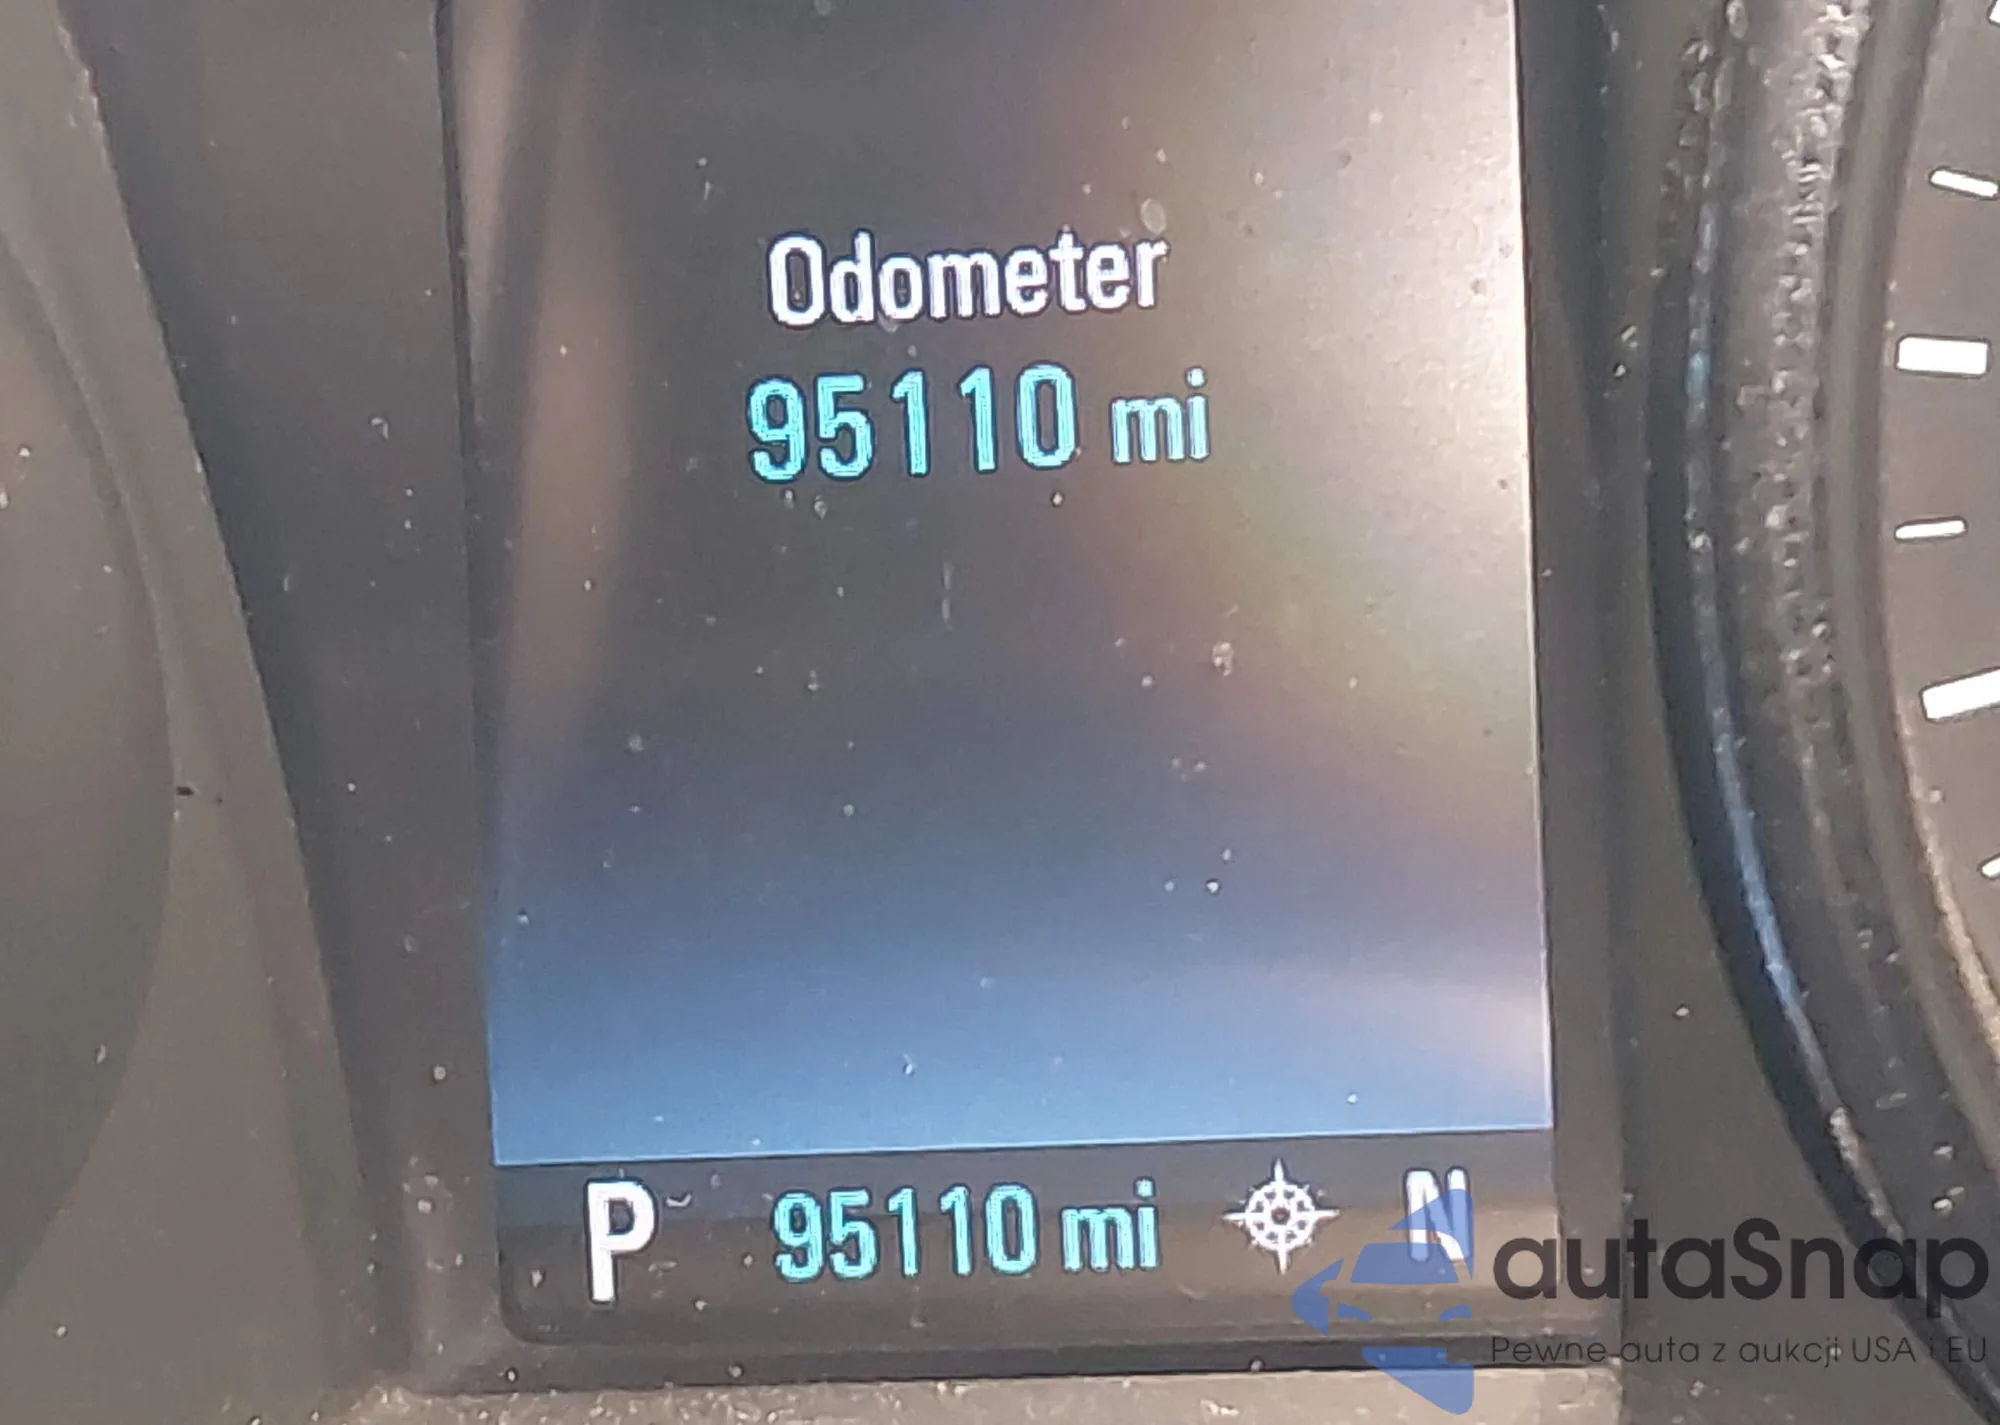 Odometer
95110 mi
P 95110 mi N
autaSnap
Pewne auta z aukcji USA i EU